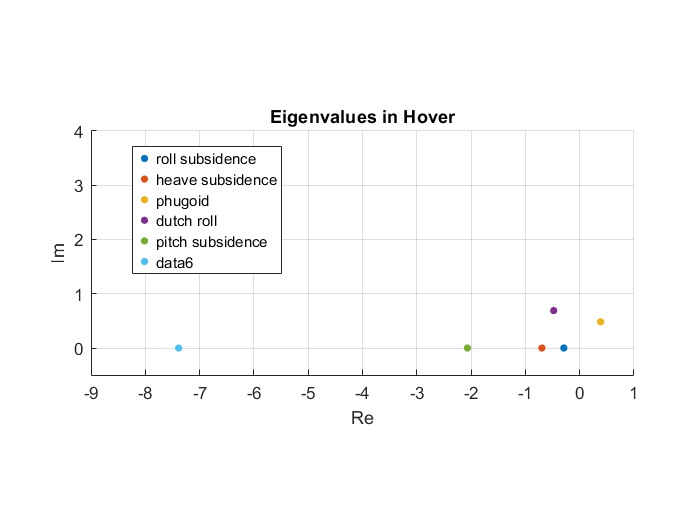 Eigenvalues in Hover
4
3
2
1
0
Im
roll subsidence
heave subsidence
phugoid
dutch roll
pitch subsidence
data6
-9 -8 -7 -6 -5 -4 -3 -2 -1 0 1
Re